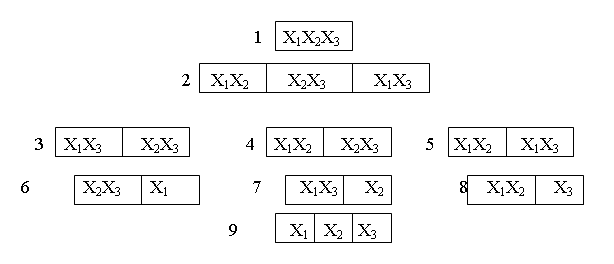 1 X₁X₂X₃
2 X₁X₂ X₂X₃ X₁X₃
3 X₁X₃ X₂X₃ 4 X₁X₂ X₂X₃ 5 X₁X₂ X₁X₃
6 X₂X₃ X₁ 7 X₁X₃ X₂ 8 X₁X₂ X₃
9 X₁ X₂ X₃